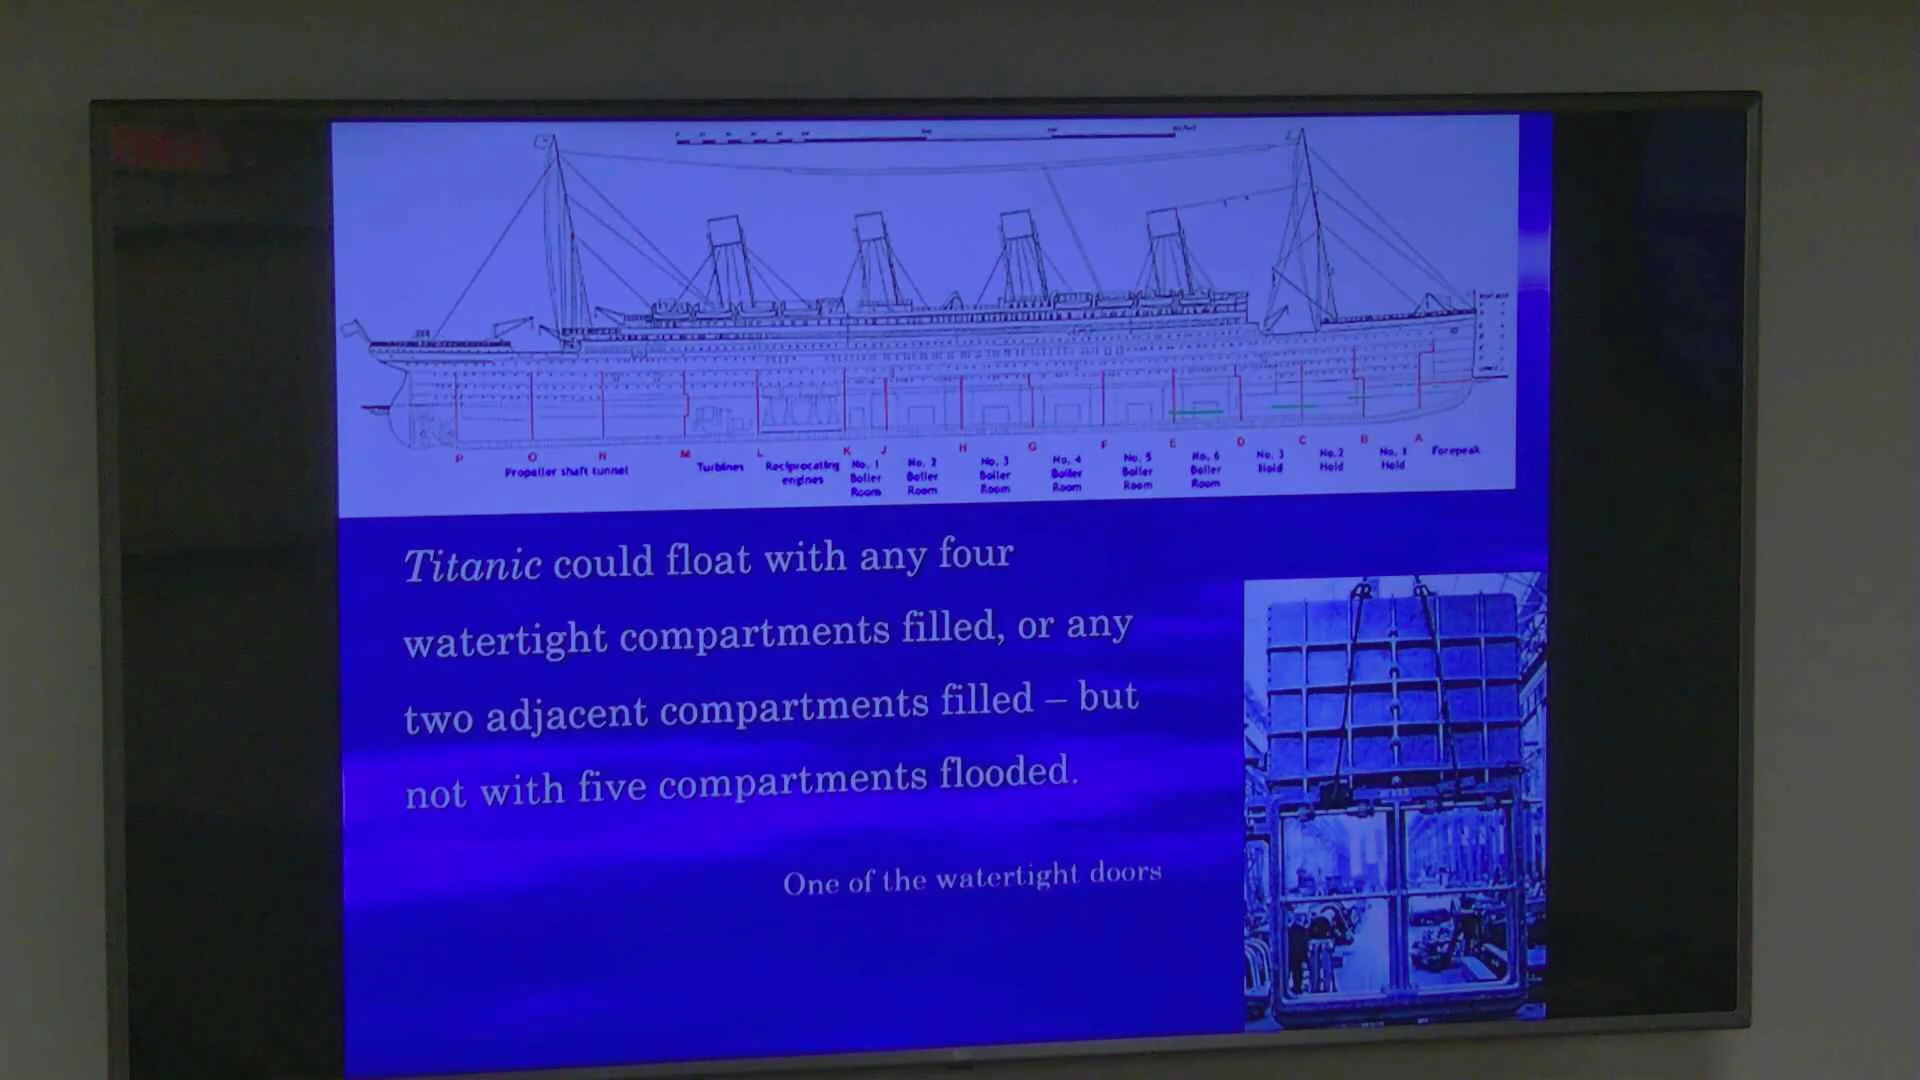 P O N M L K J H G F E D C B A
Propeller shaft tunnel
Turbines
Reciprocating
engines
No. 1
Boiler
Room
No. 2
Boiler
Room
No. 3
Boiler
Room
No. 4
Boiler
Room
No. 5
Boiler
Room
No. 6
Boiler
Room
No. 3
Hold
No. 2
Hold
No. 1
Hold
Forepeak
Titanic could float with any four
watertight compartments filled, or any
two adjacent compartments filled – but
not with five compartments flooded.
One of the watertight doors